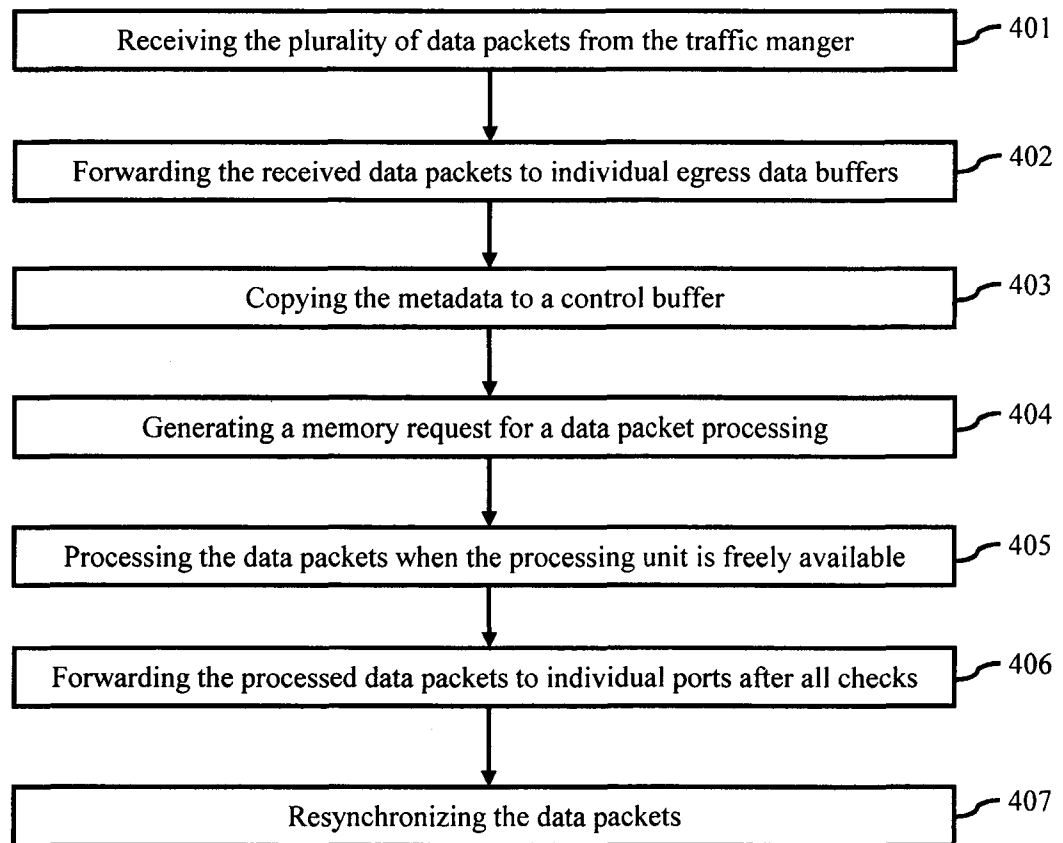 Receiving the plurality of data packets from the traffic manger
401
Forwarding the received data packets to individual egress data buffers
402
Copying the metadata to a control buffer
403
Generating a memory request for a data packet processing
404
Processing the data packets when the processing unit is freely available
405
Forwarding the processed data packets to individual ports after all checks
406
Resynchronizing the data packets
407